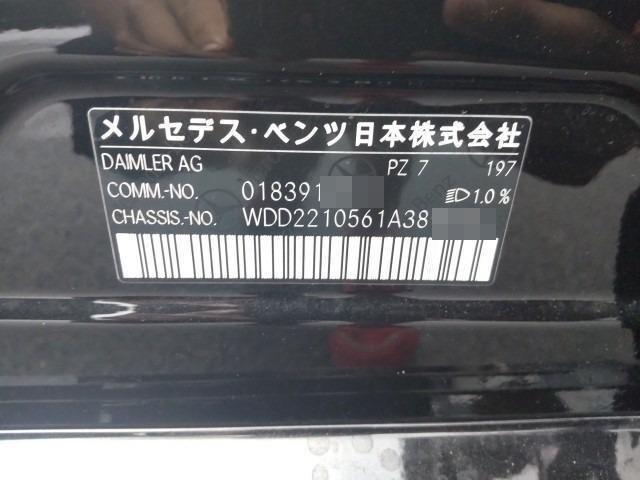 メルセデス・ベンツ日本株式会社
DAIMLER AG PZ 7 197
COMM.-NO. 018391 1.0%
CHASSIS.-NO. WDD2210561A38